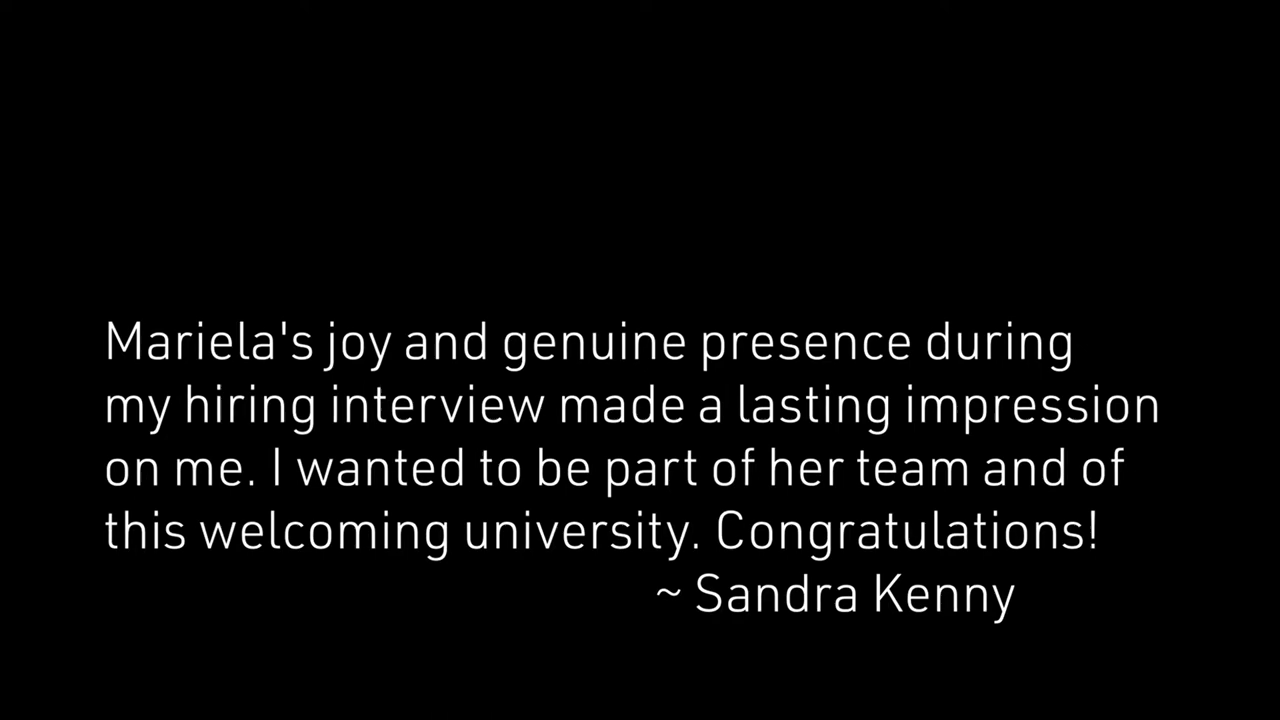 Mariela's joy and genuine presence during
my hiring interview made a lasting impression
on me. I wanted to be part of her team and of
this welcoming university. Congratulations!
~ Sandra Kenny